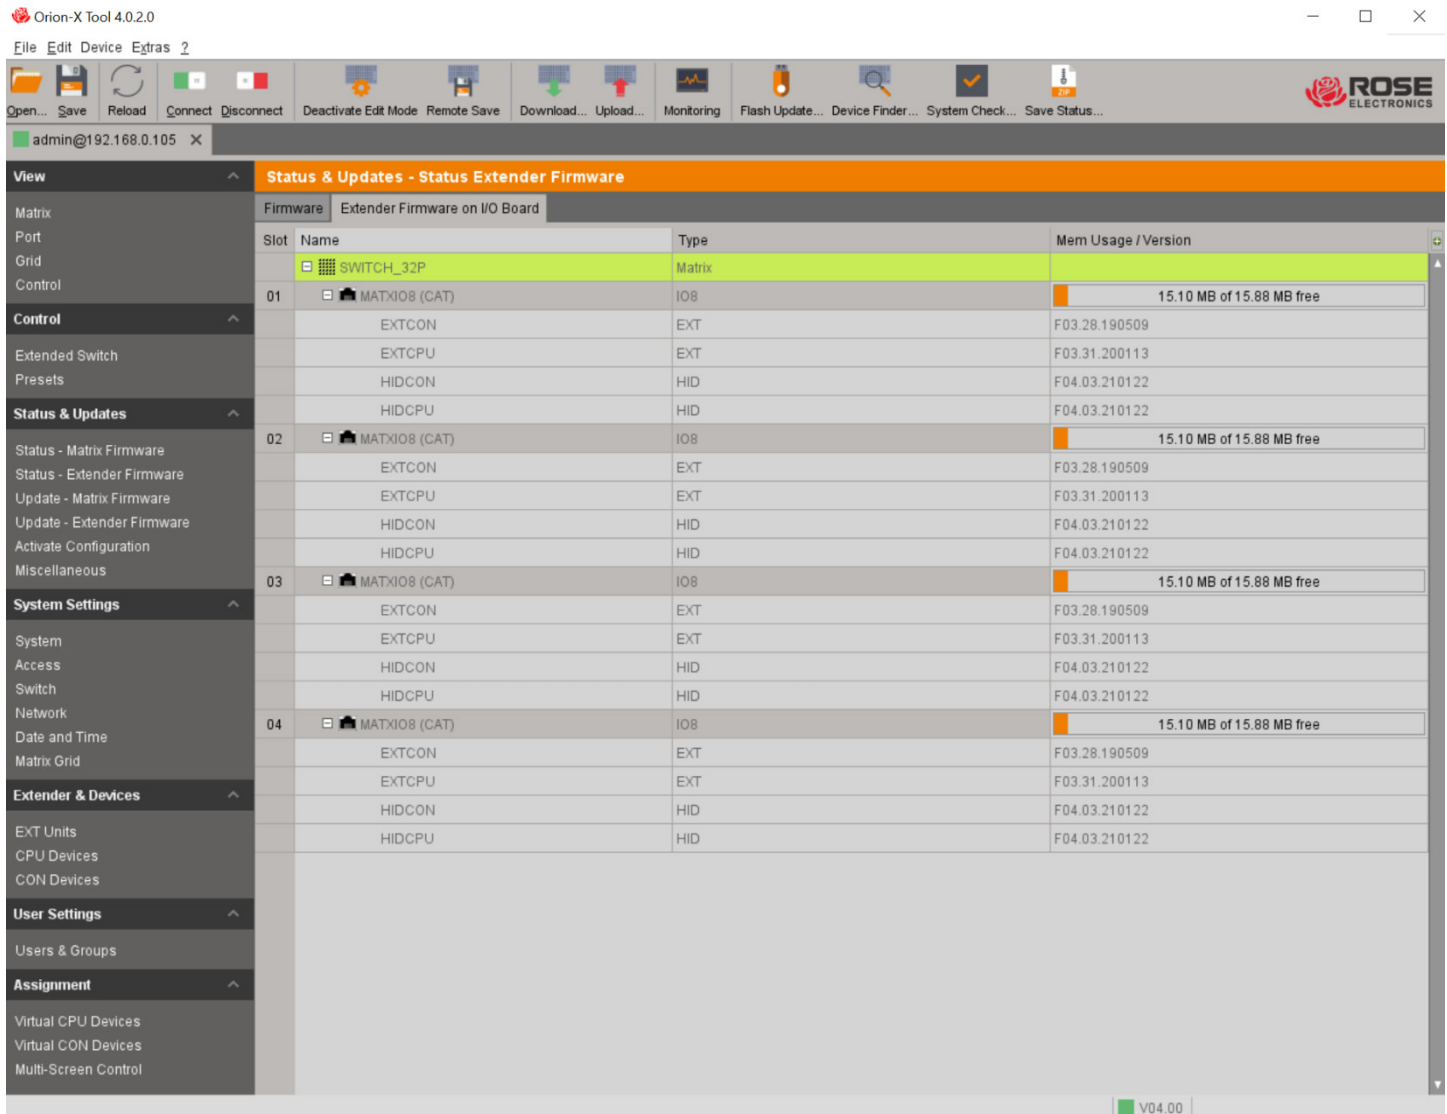 Orion-X Tool 4.0.2.0
File Edit Device Extras ?
Open... Save Reload Connect Disconnect Deactivate Edit Mode Remote Save Download... Upload... Monitoring Flash Update... Device Finder... System Check... Save Status...
ZIP
ROSE
ELECTRONICS
admin@192.168.0.105
View
Matrix
Port
Grid
Control
Control
Extended Switch
Presets
Status & Updates
Status - Matrix Firmware
Status - Extender Firmware
Update - Matrix Firmware
Update - Extender Firmware
Activate Configuration
Miscellaneous
System Settings
System
Access
Switch
Network
Date and Time
Matrix Grid
Extender & Devices
EXT Units
CPU Devices
CON Devices
User Settings
Users & Groups
Assignment
Virtual CPU Devices
Virtual CON Devices
Multi-Screen Control
Status & Updates - Status Extender Firmware
Firmware Extender Firmware on I/O Board
Slot Name Type Mem Usage / Version
SWITCH_32P Matrix
01 MATXIO8 (CAT) IO8 15.10 MB of 15.88 MB free
EXTCON EXT F03.28.190509
EXTCPU EXT F03.31.200113
HIDCON HID F04.03.210122
HIDCPU HID F04.03.210122
02 MATXIO8 (CAT) IO8 15.10 MB of 15.88 MB free
EXTCON EXT F03.28.190509
EXTCPU EXT F03.31.200113
HIDCON HID F04.03.210122
HIDCPU HID F04.03.210122
03 MATXIO8 (CAT) IO8 15.10 MB of 15.88 MB free
EXTCON EXT F03.28.190509
EXTCPU EXT F03.31.200113
HIDCON HID F04.03.210122
HIDCPU HID F04.03.210122
04 MATXIO8 (CAT) IO8 15.10 MB of 15.88 MB free
EXTCON EXT F03.28.190509
EXTCPU EXT F03.31.200113
HIDCON HID F04.03.210122
HIDCPU HID F04.03.210122
V04.00